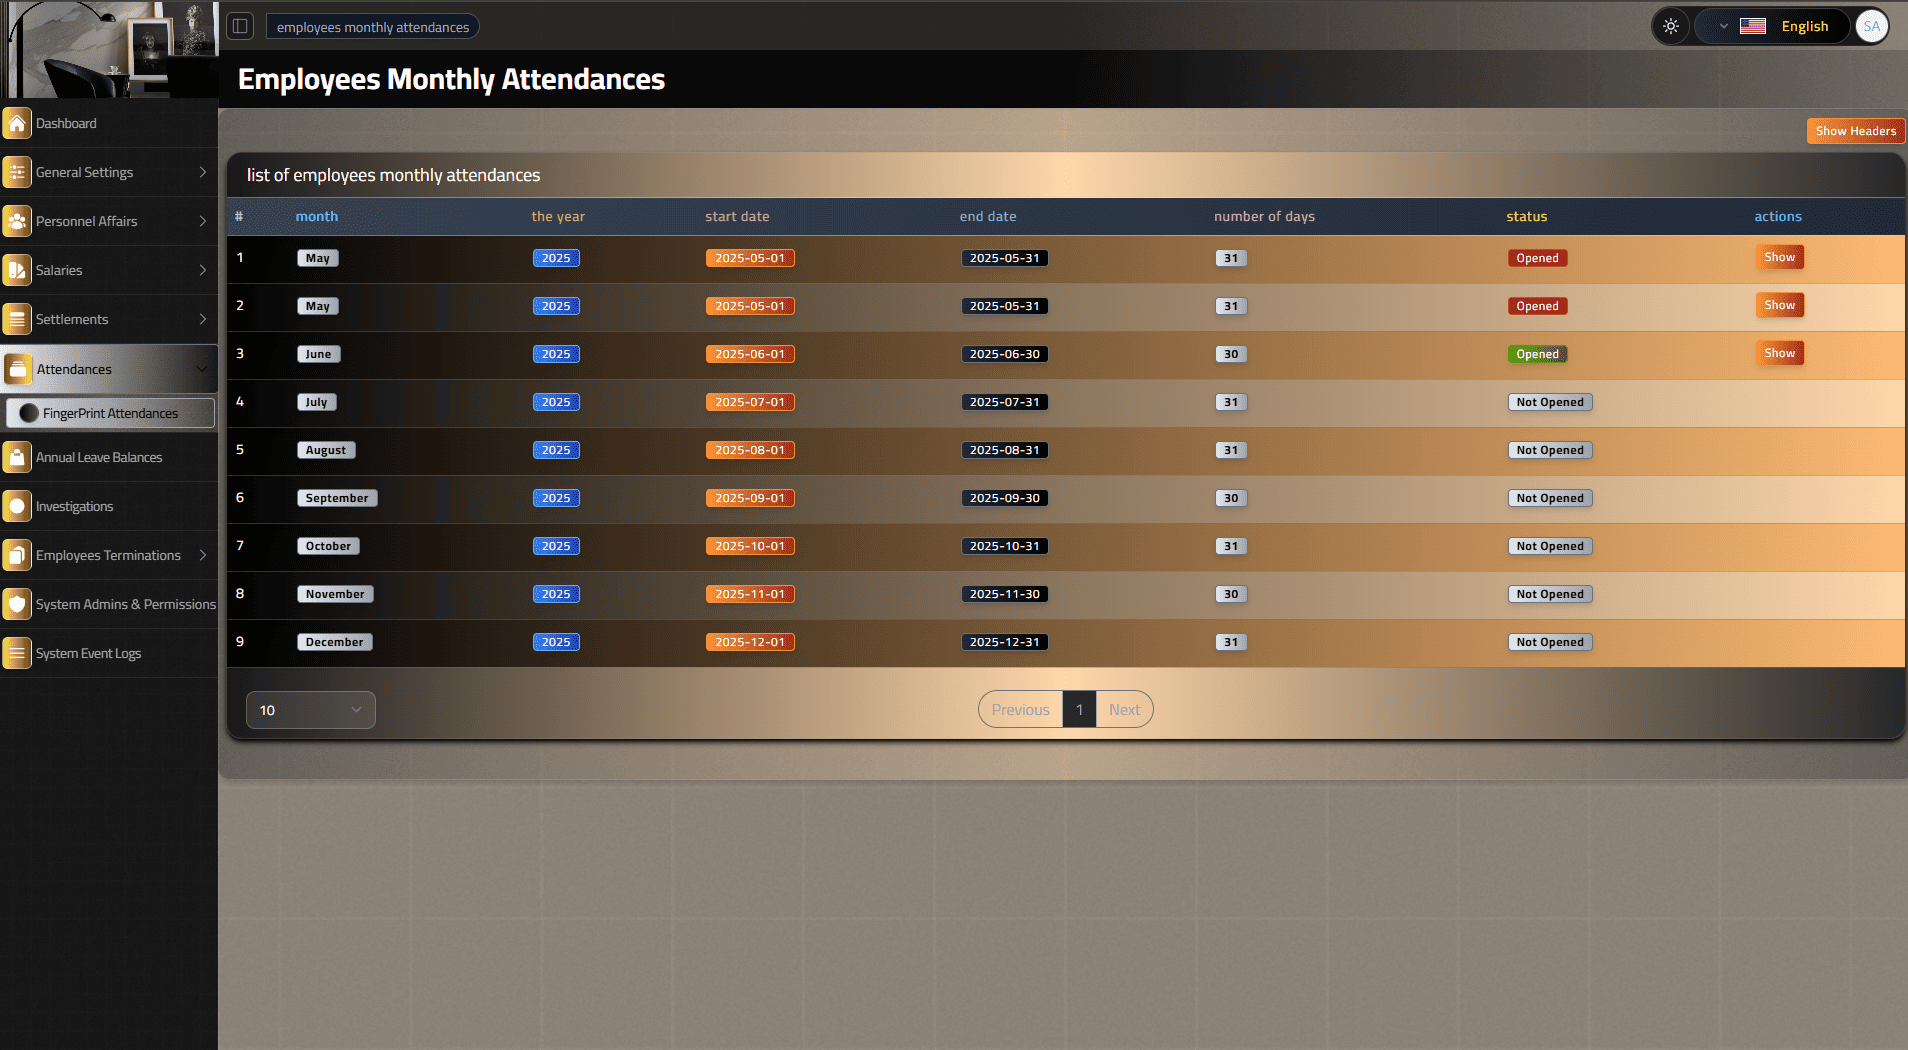 employees monthly attendances
English
SA
Employees Monthly Attendances
Dashboard
General Settings
Personnel Affairs
Salaries
Settlements
Attendances
FingerPrint Attendances
Annual Leave Balances
Investigations
Employees Terminations
System Admins & Permissions
System Event Logs
Show Headers
list of employees monthly attendances
# month the year start date end date number of days status actions
1 May 2025 2025-05-01 2025-05-31 31 Opened Show
2 May 2025 2025-05-01 2025-05-31 31 Opened Show
3 June 2025 2025-06-01 2025-06-30 30 Opened Show
4 July 2025 2025-07-01 2025-07-31 31 Not Opened
5 August 2025 2025-08-01 2025-08-31 31 Not Opened
6 September 2025 2025-09-01 2025-09-30 30 Not Opened
7 October 2025 2025-10-01 2025-10-31 31 Not Opened
8 November 2025 2025-11-01 2025-11-30 30 Not Opened
9 December 2025 2025-12-01 2025-12-31 31 Not Opened
10
Previous 1 Next